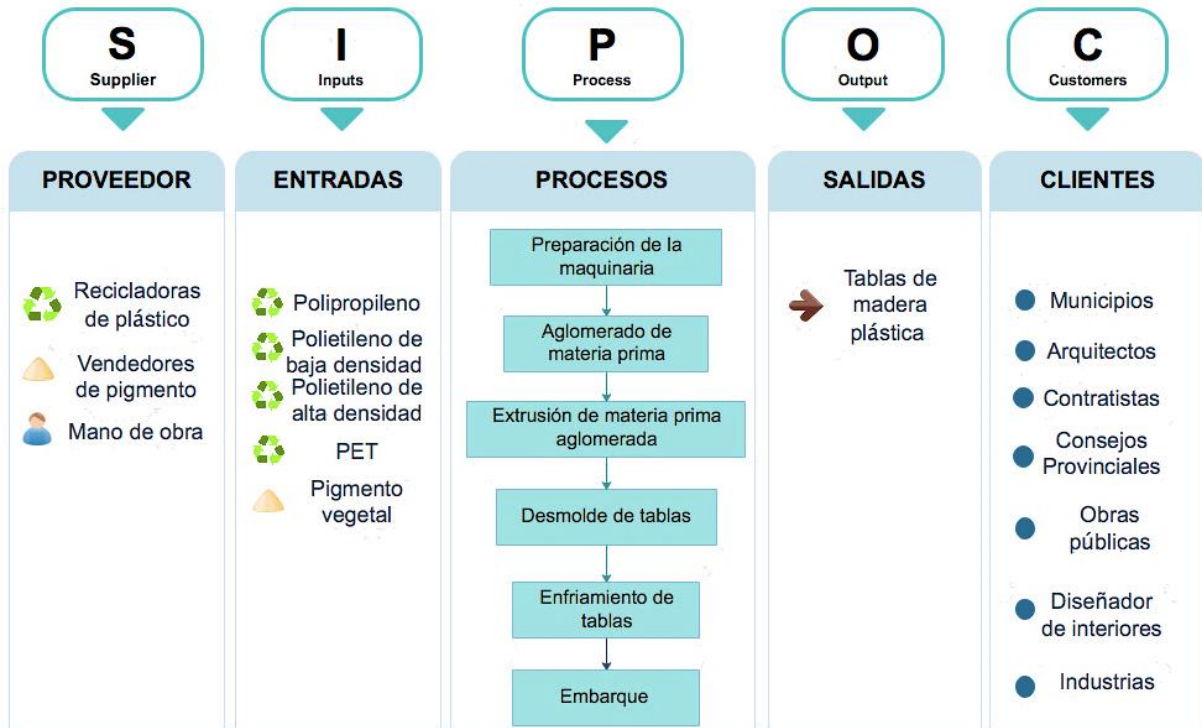 S
Supplier
I
Inputs
P
Process
O
Output
C
Customers
PROVEEDOR
Recicladoras
de plástico
Vendedores
de pigmento
Mano de obra
ENTRADAS
Polipropileno
Polietileno de
baja densidad
Polietileno de
alta densidad
PET
Pigmento
vegetal
PROCESOS
Preparación de la
maquinaria
Aglomerado de
materia prima
Extrusión de materia prima
aglomerada
Desmolde de tablas
Enfriamiento de
tablas
Embarque
SALIDAS
Tablas de
madera
plástica
CLIENTES
Municipios
Arquitectos
Contratistas
Consejos
Provinciales
Obras
públicas
Diseñador
de interiores
Industrias